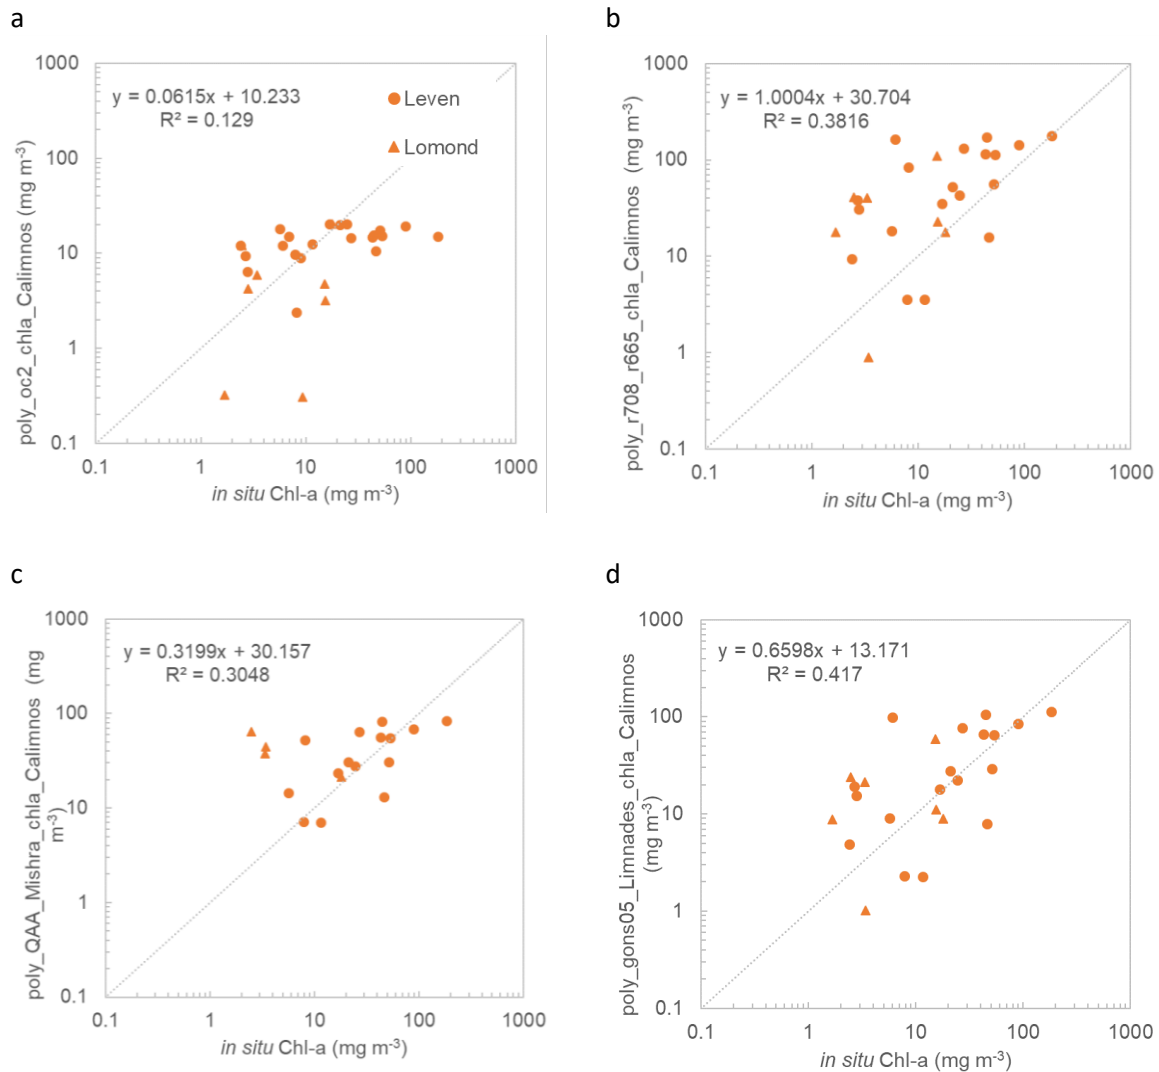 a
1000
100
10
1
0.1
0.1 1 10 100 1000
y = 0.0615x + 10.233
R² = 0.129
Leven
Lomond
poly_oc2_chla_Calimnos (mg m-3)
in situ Chl-a (mg m-3)
b
1000
100
10
1
0.1
0.1 1 10 100 1000
y = 1.0004x + 30.704
R² = 0.3816
poly_r708_r665_chla_Calimnos (mg m-3)
in situ Chl-a (mg m-3)
c
1000
100
10
1
0.1
0.1 1 10 100 1000
y = 0.3199x + 30.157
R² = 0.3048
poly_QAA_Mishra_chla_Calimnos (mg
m-3)
in situ Chl-a (mg m-3)
d
1000
100
10
1
0.1
0.1 1 10 100 1000
y = 0.6598x + 13.171
R² = 0.417
poly_gons05_Limnades_chla_Calimnos
(mg m-3)
in situ Chl-a (mg m-3)